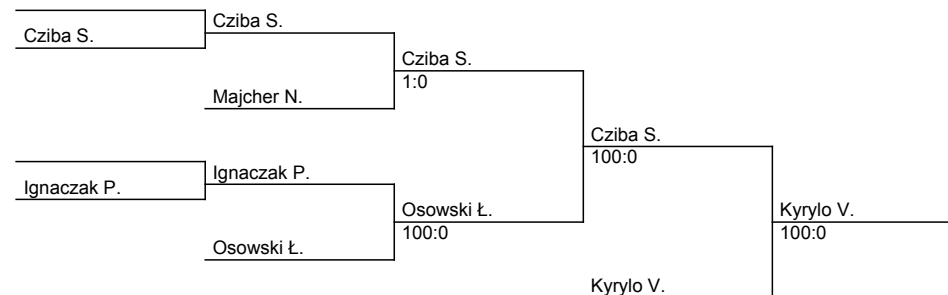 Cziba S.
Cziba S.
Cziba S.
1:0
Majcher N.
Cziba S.
100:0
Ignaczak P.
Ignaczak P.
Osowski Ł.
100:0
Kyrylo V.
100:0
Osowski Ł.
Kyrylo V.